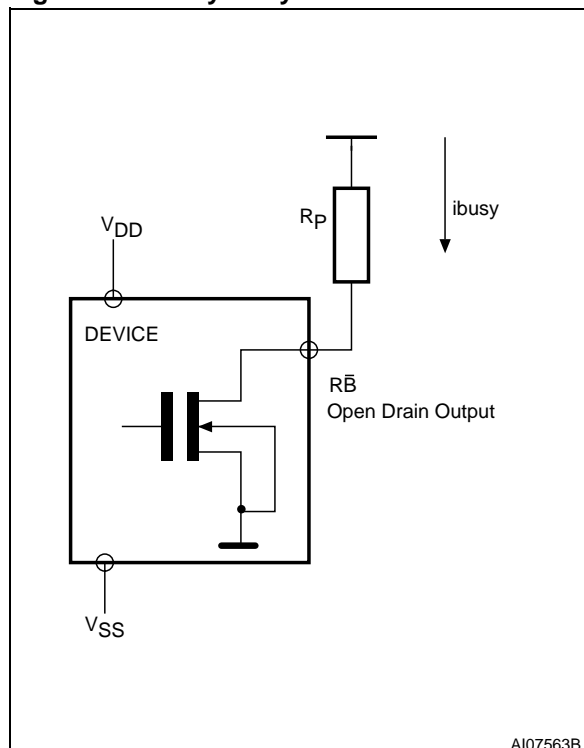 RP
ibusy
VDD
DEVICE
RB̄
Open Drain Output
VSS
AI07563B